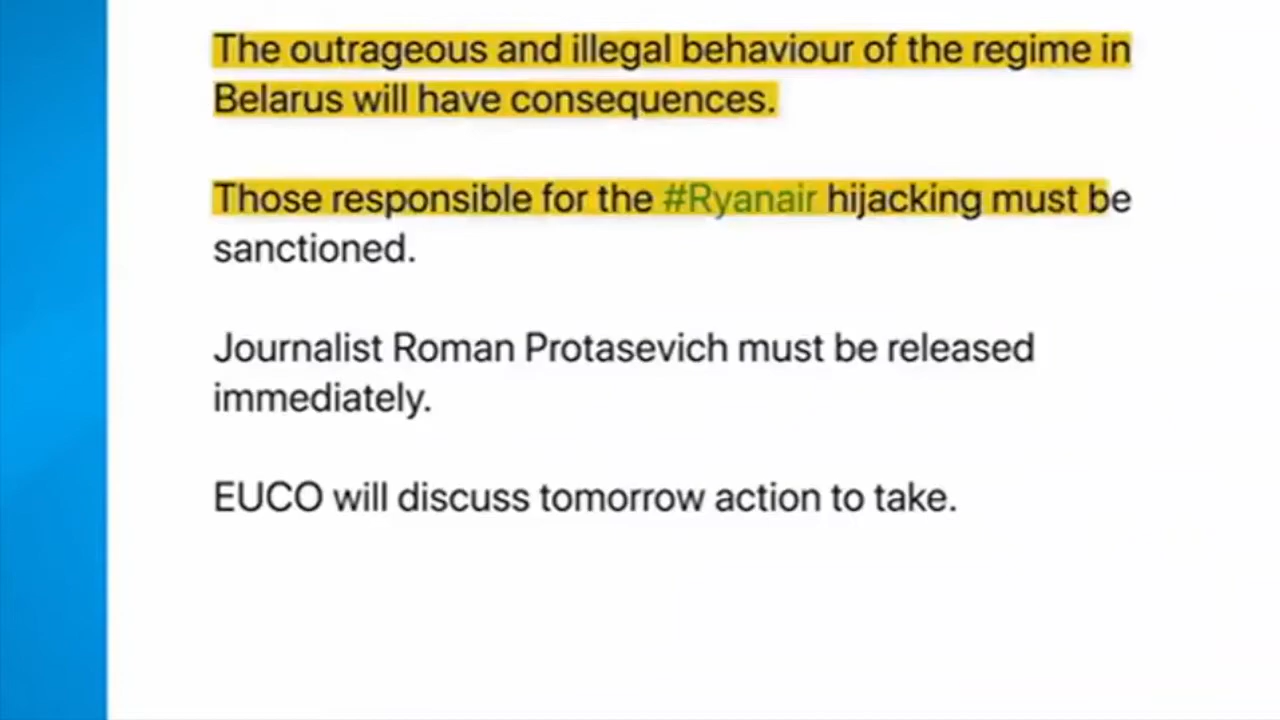 The outrageous and illegal behaviour of the regime in
Belarus will have consequences.
Those responsible for the #Ryanair hijacking must be
sanctioned.
Journalist Roman Protasevich must be released
immediately.
EUCO will discuss tomorrow action to take.